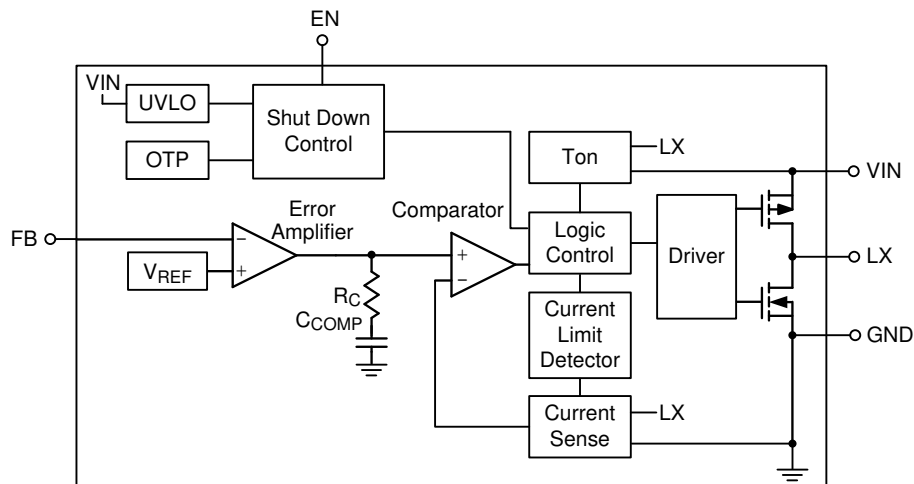 EN
VIN
UVLO
Shut Down
Control
OTP
Ton
LX
VIN
Error
Amplifier
Comparator
FB
−
+
VREF
+
−
Logic
Control
Driver
LX
RC
CCOMP
Current
Limit
Detector
GND
Current
Sense
LX